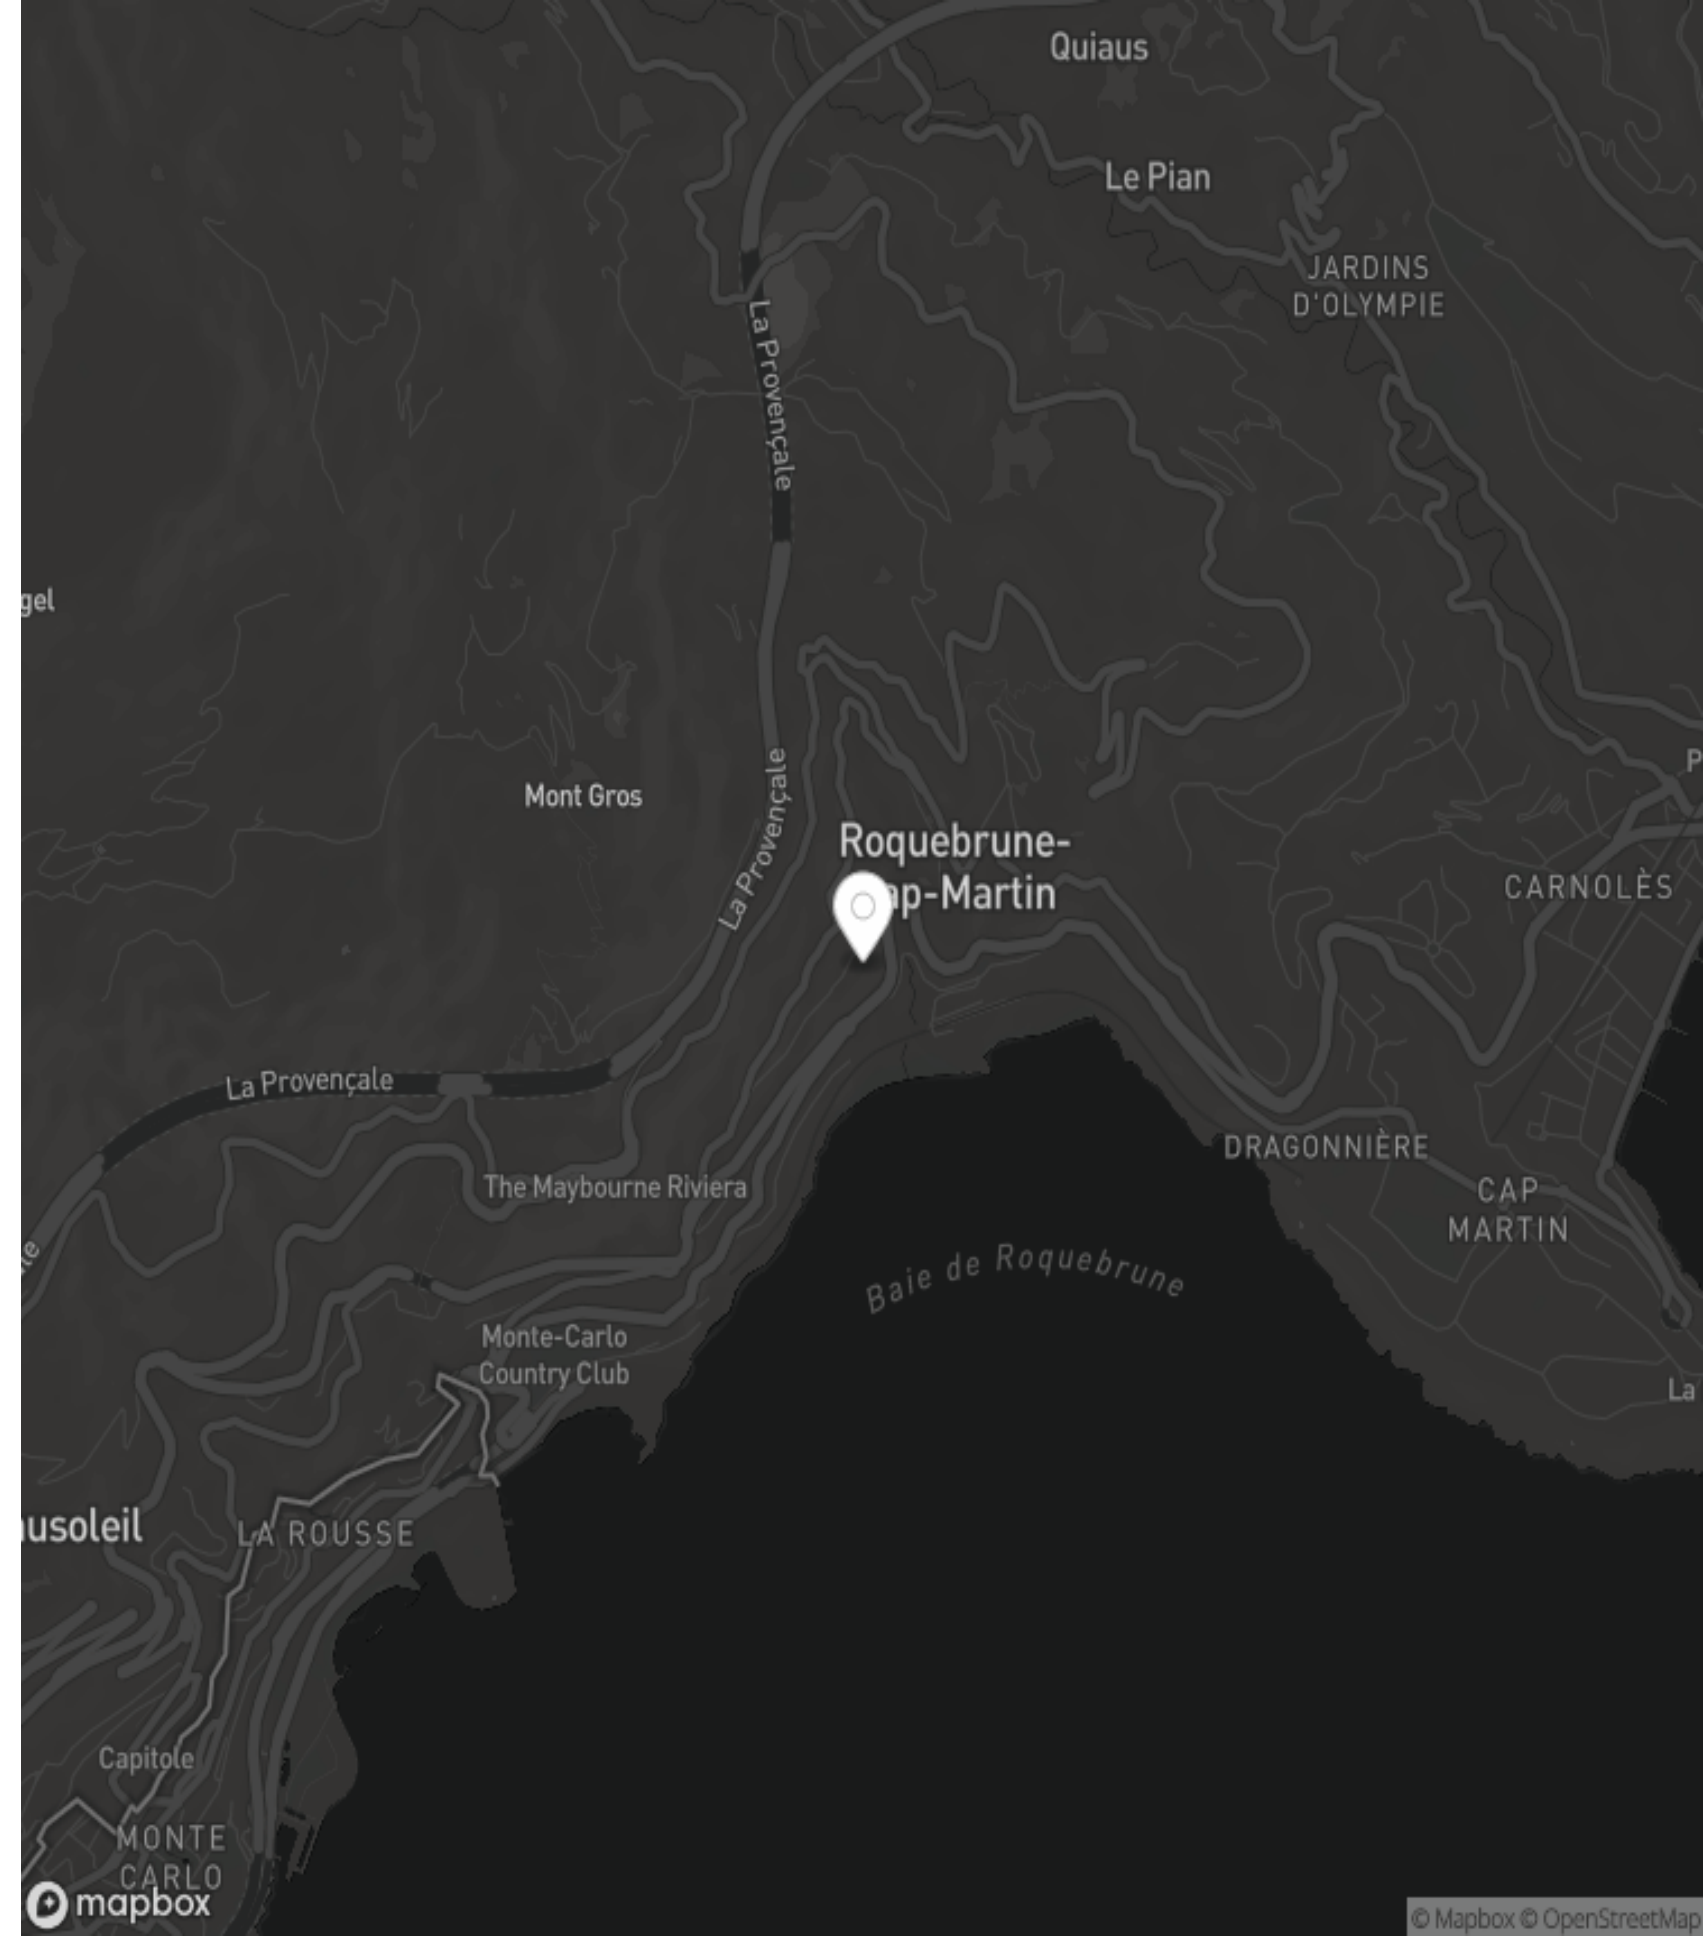 Quiaus
Le Pian
JARDINS
D'OLYMPIE
La Provençale
gel
La Provençale
Mont Gros
Roquebrune-
ap-Martin
CARNOLÈS
P
La Provençale
DRAGONNIÈRE
The Maybourne Riviera
CAP
MARTIN
Baie de Roquebrune
Monte-Carlo
Country Club
La
usoleil
LA ROUSSE
Capitole
MONTE
CARLO
mapbox
© Mapbox © OpenStreetMap